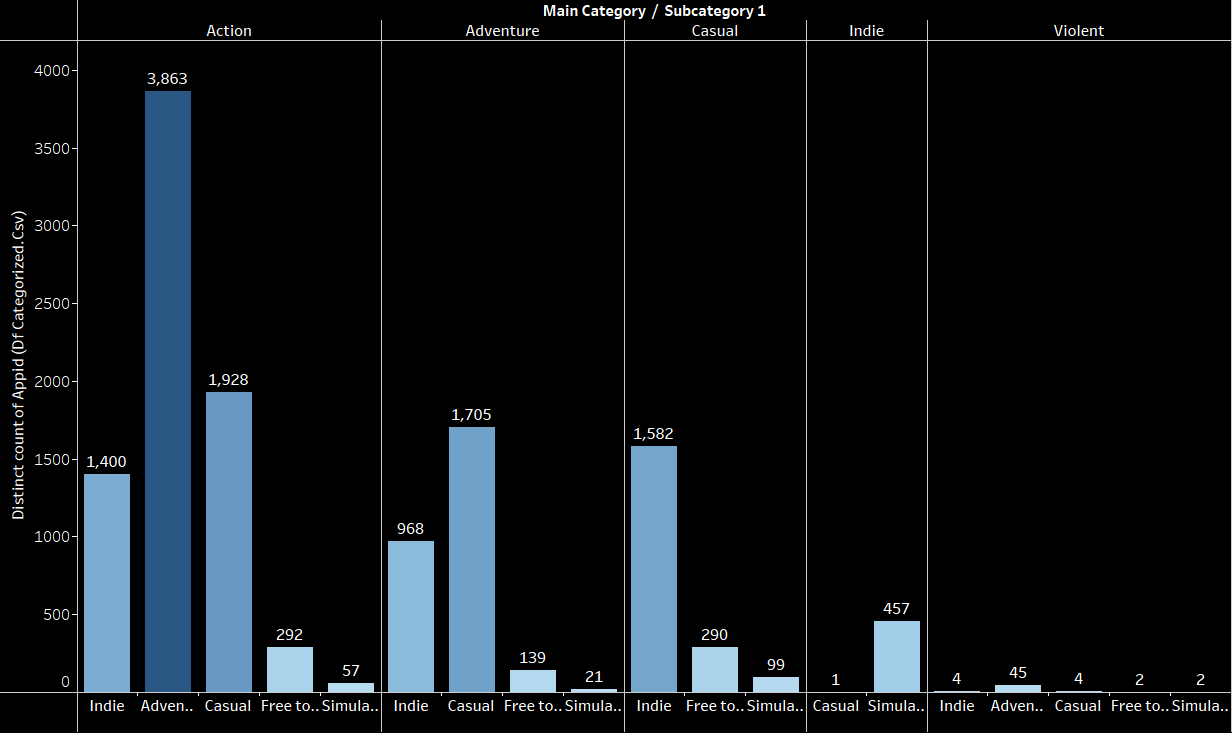 Main Category / Subcategory 1
Action Adventure Casual Indie Violent
Distinct count of Appid (Df Categorized.Csv)
4000
3500
3000
2500
2000
1500
1000
500
0
1,400 3,863 1,928 292 57
968 1,705 139 21
1,582 290 99
1 457
4 45 4 2 2
Indie Adven.. Casual Free to.. Simula.. Indie Casual Free to.. Simula.. Indie Free to.. Simula.. Casual Simula.. Indie Adven.. Casual Free to.. Simula..